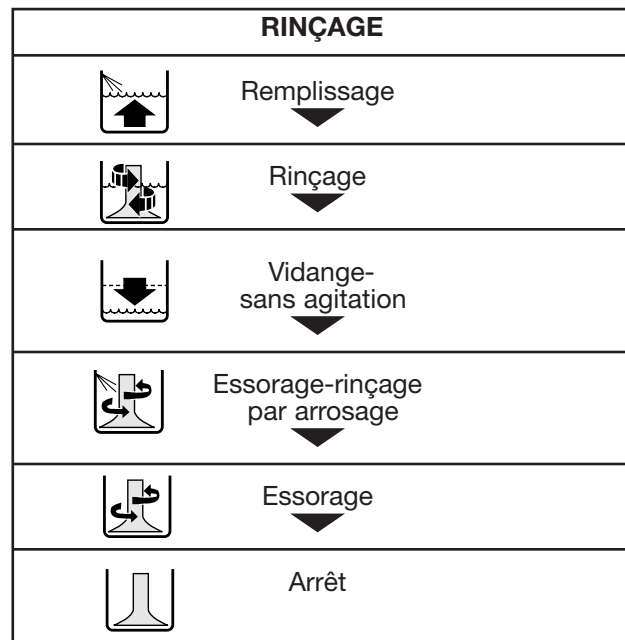 RINÇAGE
Remplissage
Rinçage
Vidange-
sans agitation
Essorage-rinçage
par arrosage
Essorage
Arrêt